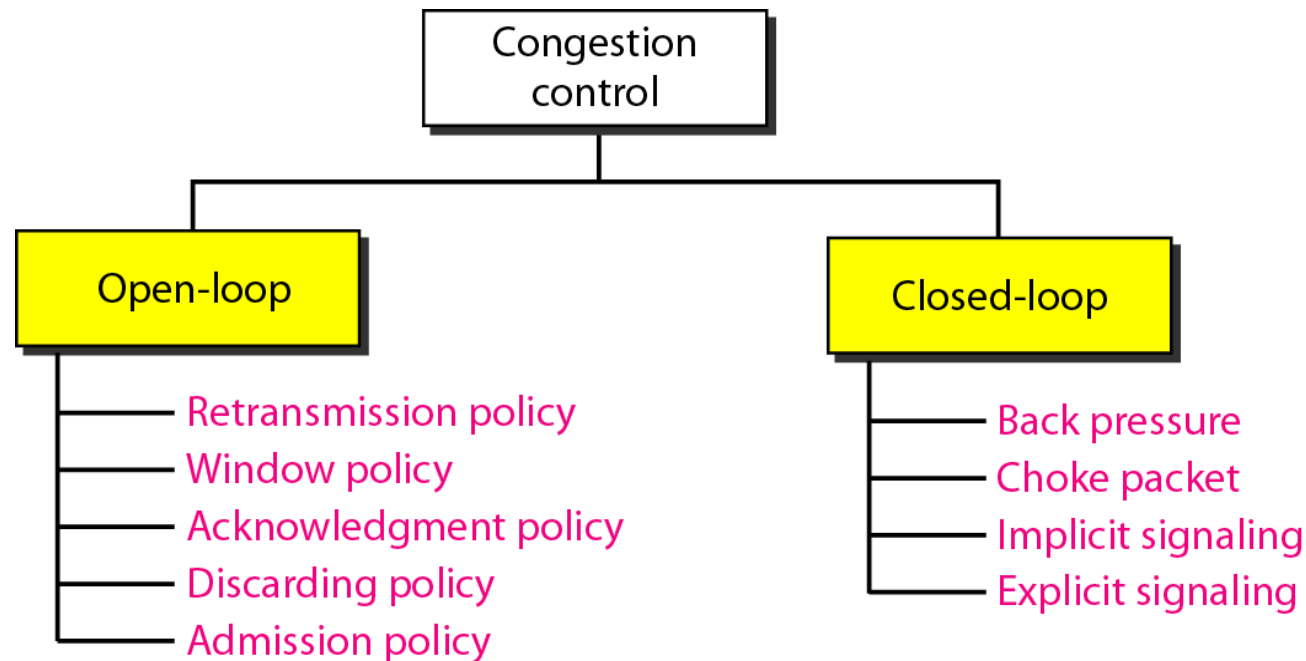 Congestion
control
Open-loop
Closed-loop
Retransmission policy
Window policy
Acknowledgment policy
Discarding policy
Admission policy
Back pressure
Choke packet
Implicit signaling
Explicit signaling